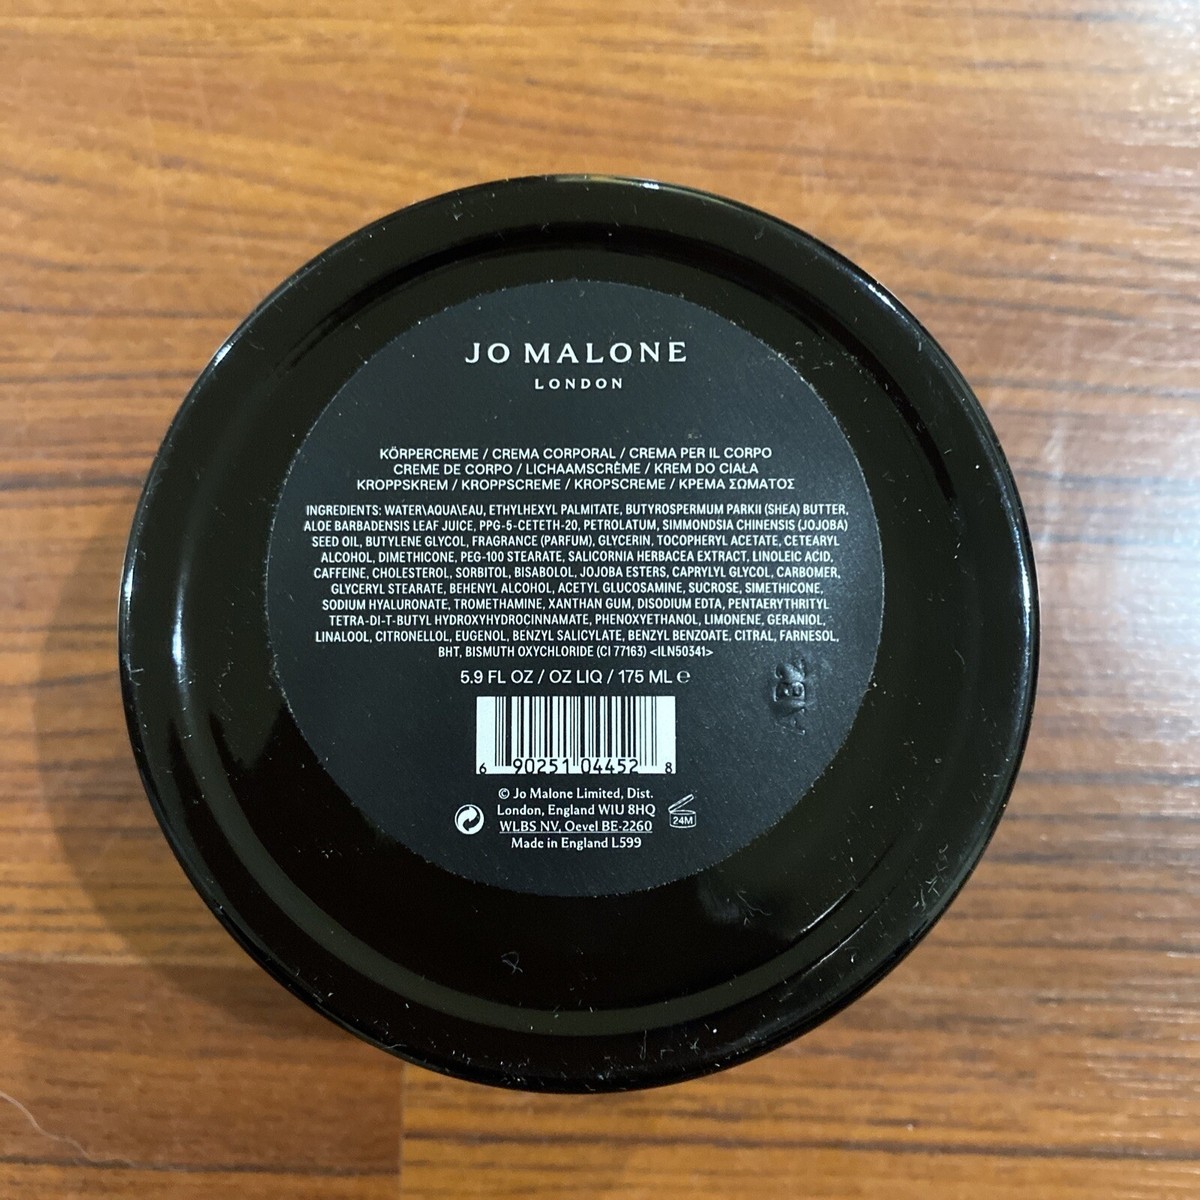 JO MALONE
LONDON
KÖRPERCREME / CREMA CORPORAL / CREMA PER IL CORPO
CREME DE CORPO / LICHAAMSCRÈME / KREM DO CIAŁA
KROPPSKREM / KROPPSCREME / KROPSCREME / ΚΡΕΜΑ ΣΩΜΑΤΟΣ
INGREDIENTS: WATER\AQUA\EAU, ETHYLHEXYL PALMITATE, BUTYROSPERMUM PARKII (SHEA) BUTTER,
ALOE BARBADENSIS LEAF JUICE, PPG-5-CETETH-20, PETROLATUM, SIMMONDSIA CHINENSIS (JOJOBA)
SEED OIL, BUTYLENE GLYCOL, FRAGRANCE (PARFUM), GLYCERIN, TOCOPHERYL ACETATE, CETEARYL
ALCOHOL, DIMETHICONE, PEG-100 STEARATE, SALICORNIA HERBACEA EXTRACT, LINOLEIC ACID,
CAFFEINE, CHOLESTEROL, SORBITOL, BISABOLOL, JOJOBA ESTERS, CAPRYLYL GLYCOL, CARBOMER,
GLYCERYL STEARATE, BEHENYL ALCOHOL, ACETYL GLUCOSAMINE, SUCROSE, SIMETHICONE,
SODIUM HYALURONATE, TROMETHAMINE, XANTHAN GUM, DISODIUM EDTA, PENTAERYTHRITYL
TETRA-DI-T-BUTYL HYDROXYHYDROCINNAMATE, PHENOXYETHANOL, LIMONENE, GERANIOL,
LINALOOL, CITRONELLOL, EUGENOL, BENZYL SALICYLATE, BENZYL BENZOATE, CITRAL, FARNESOL,
BHT, BISMUTH OXYCHLORIDE (CI 77163) <ILN50341>
5.9 FL OZ / OZ LIQ / 175 ML ℮
6 90251 04452 8
© Jo Malone Limited, Dist.
London, England W1U 8HQ
WLBS NV, Oevel BE-2260
Made in England L599
24M